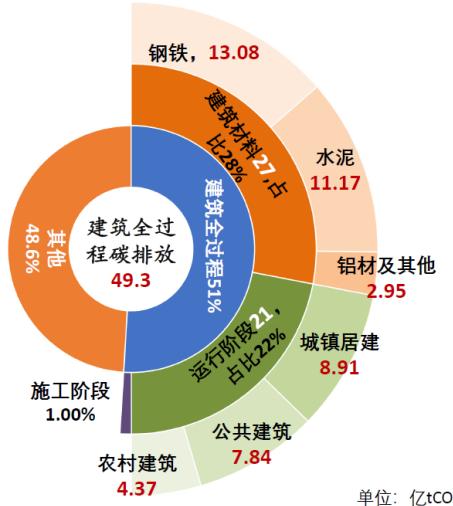 钢铁，13.08
建筑材料27,占
比28%
水泥
11.17
铝材及其他
2.95
建筑全过程51%
其他
48.6%
建筑全过
程碳排放
49.3
运行阶段21，
占比22%
城镇居建
8.91
施工阶段
1.00%
公共建筑
7.84
农村建筑
4.37
单位：亿tCO